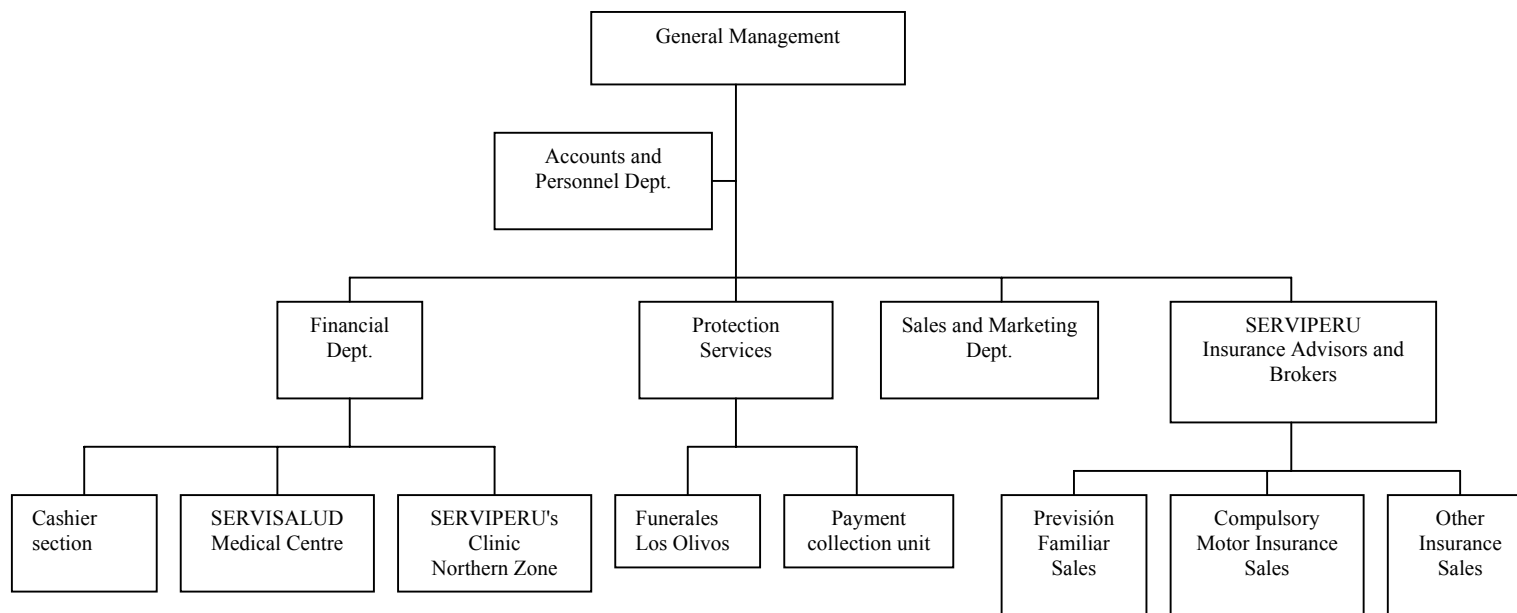 General Management
Accounts and
Personnel Dept.
Financial
Dept.
Protection
Services
Sales and Marketing
Dept.
SERVIPERU
Insurance Advisors and
Brokers
Cashier
section
SERVISALUD
Medical Centre
SERVIPERU's
Clinic
Northern Zone
Funerales
Los Olivos
Payment
collection unit
Previsión
Familiar
Sales
Compulsory
Motor Insurance
Sales
Other
Insurance
Sales